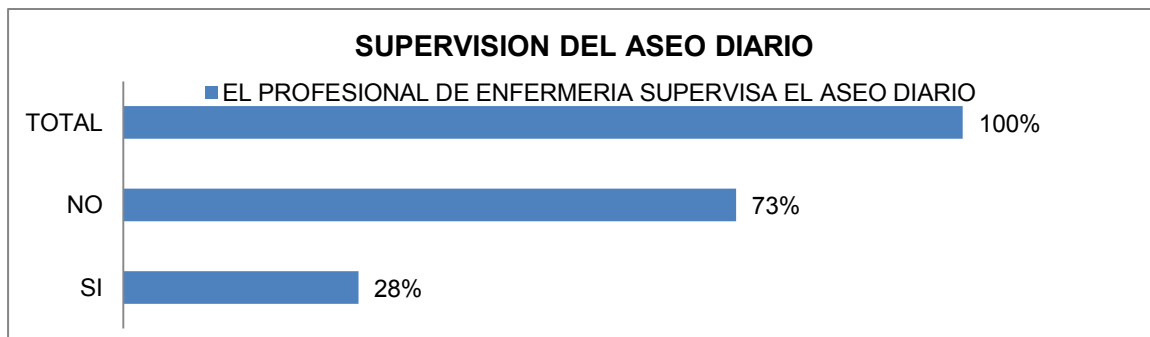 SUPERVISION DEL ASEO DIARIO
EL PROFESIONAL DE ENFERMERIA SUPERVISA EL ASEO DIARIO
TOTAL
100%
NO
73%
SI
28%